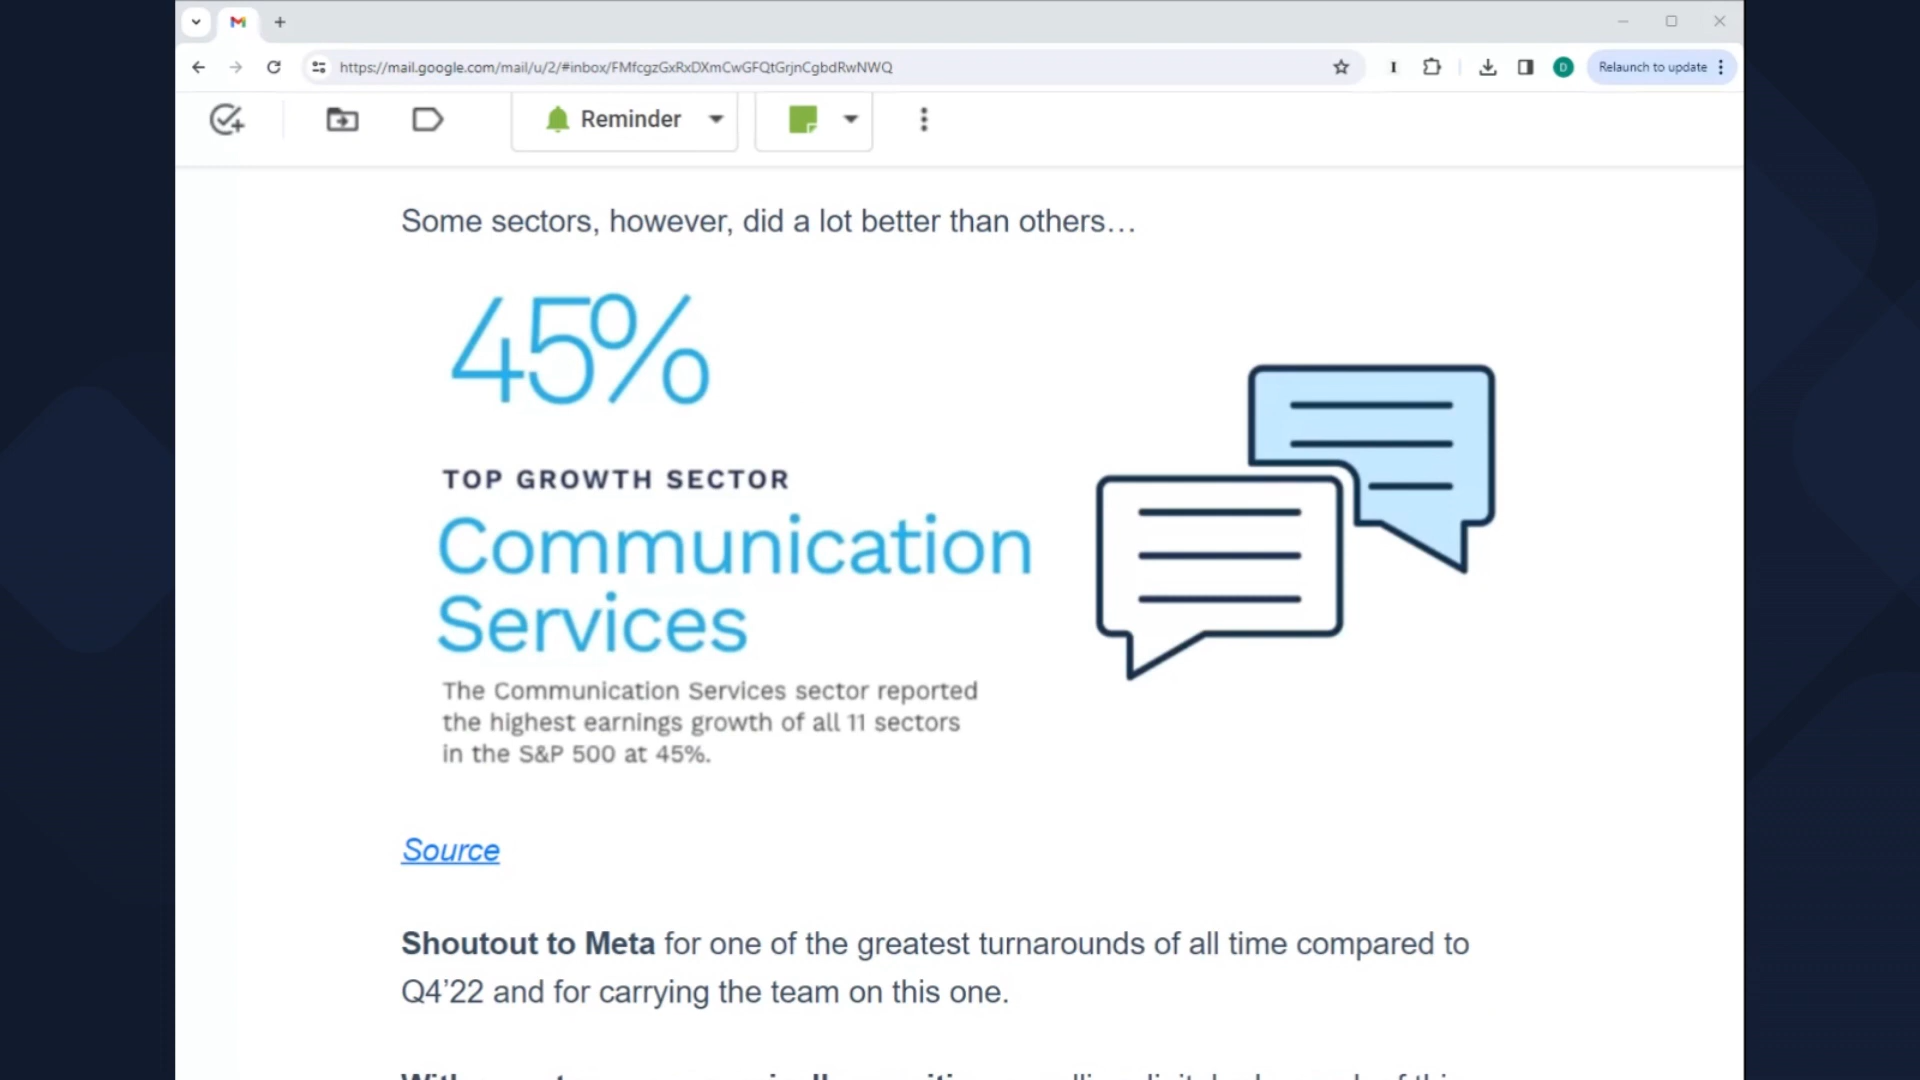 https://mail.google.com/mail/u/2/#inbox/FMfcgzGxRxDXmCwGFQtGrjnCgbdRwNWQ
I
D
Relaunch to update
Reminder
Some sectors, however, did a lot better than others…
45%
TOP GROWTH SECTOR
Communication
Services
The Communication Services sector reported
the highest earnings growth of all 11 sectors
in the S&P 500 at 45%.
Source
Shoutout to Meta for one of the greatest turnarounds of all time compared to
Q4’22 and for carrying the team on this one.